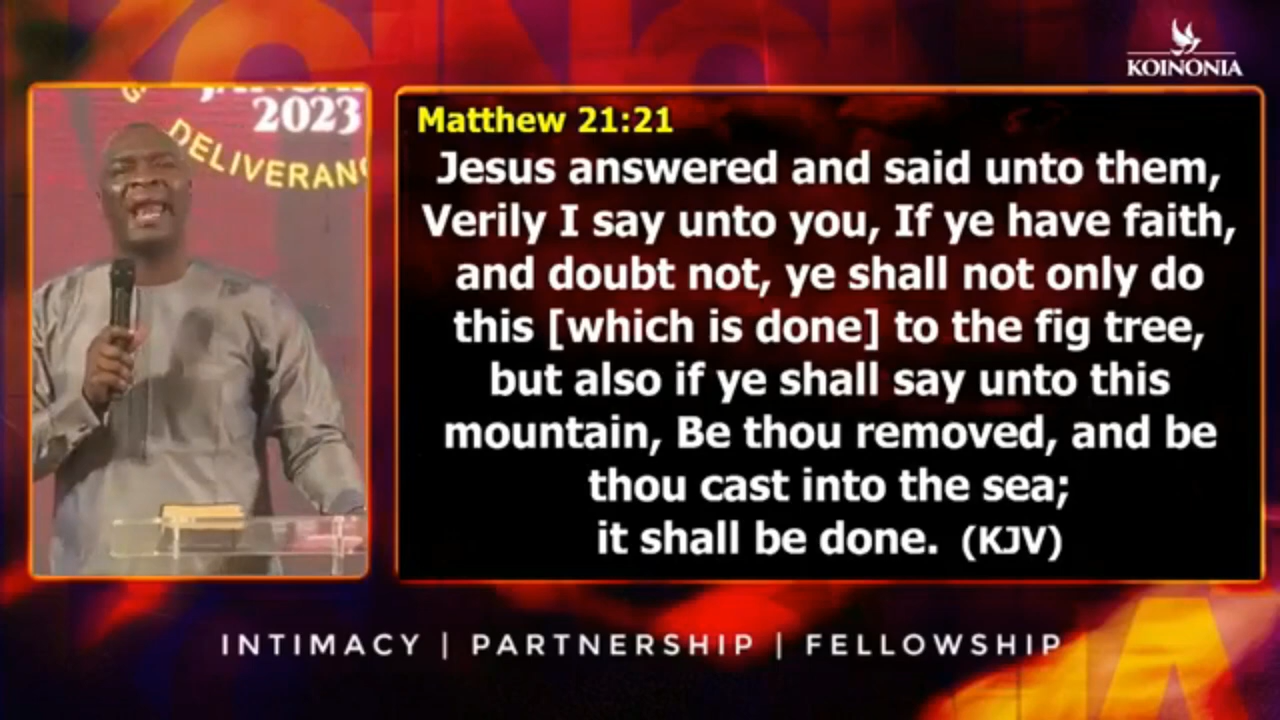 KOINONIA
2023
DELIVERANC
Matthew 21:21
Jesus answered and said unto them,
Verily I say unto you, If ye have faith,
and doubt not, ye shall not only do
this [which is done] to the fig tree,
but also if ye shall say unto this
mountain, Be thou removed, and be
thou cast into the sea;
it shall be done. (KJV)
INTIMACY | PARTNERSHIP | FELLOWSHIP